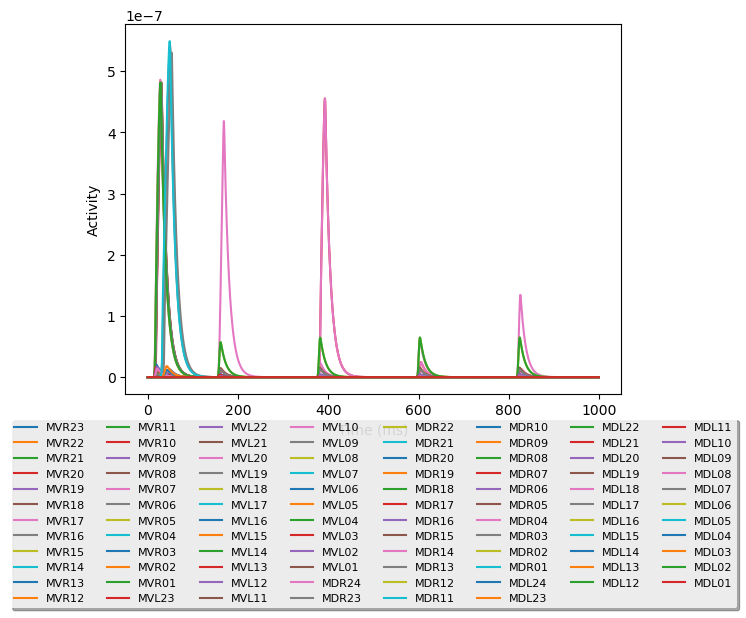 1e−7
5
4
3
2
1
0
Activity
0 200 400 600 800 1000
Time (ms)
MVR23 MVR11 MVL22 MVL10 MDR22 MDR10 MDL22 MDL11
MVR22 MVR10 MVL21 MVL09 MDR21 MDR09 MDL21 MDL10
MVR21 MVR09 MVL20 MVL08 MDR20 MDR08 MDL20 MDL09
MVR20 MVR08 MVL19 MVL07 MDR19 MDR07 MDL19 MDL08
MVR19 MVR07 MVL18 MVL06 MDR18 MDR06 MDL18 MDL07
MVR18 MVR06 MVL17 MVL05 MDR17 MDR05 MDL17 MDL06
MVR17 MVR05 MVL16 MVL04 MDR16 MDR04 MDL16 MDL05
MVR16 MVR04 MVL15 MVL03 MDR15 MDR03 MDL15 MDL04
MVR15 MVR03 MVL14 MVL02 MDR14 MDR02 MDL14 MDL03
MVR14 MVR02 MVL13 MVL01 MDR13 MDR01 MDL13 MDL02
MVR13 MVR01 MVL12 MDR24 MDR12 MDL24 MDL12 MDL01
MVR12 MVL23 MVL11 MDR23 MDR11 MDL23